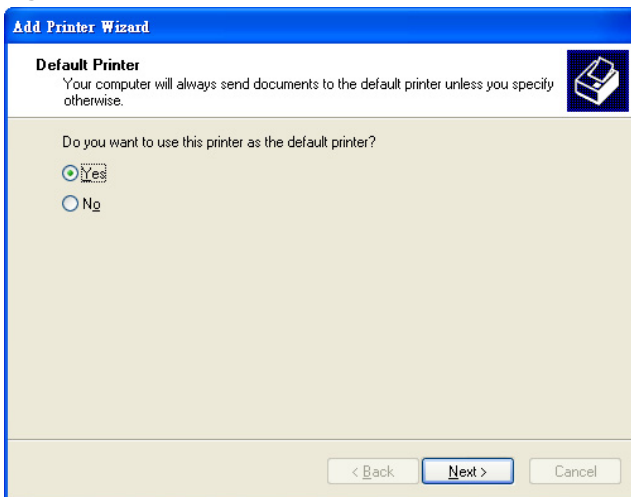 Add Printer Wizard
Default Printer
Your computer will always send documents to the default printer unless you specify
otherwise.
Do you want to use this printer as the default printer?
Yes
No
< Back
Next >
Cancel